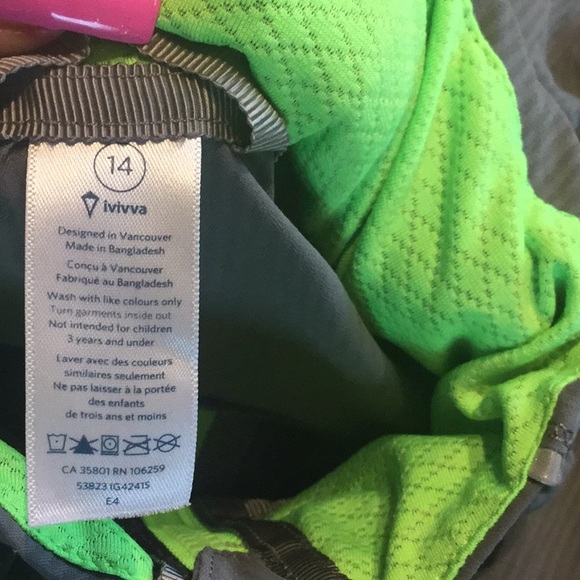 14
ivivva
Designed in Vancouver
Made in Bangladesh
Conçu à Vancouver
Fabriqué au Bangladesh
Wash with like colours only
Turn garments inside out
Not intended for children
3 years and under
Laver avec des couleurs
similaires seulement
Ne pas laisser à la portée
des enfants
de trois ans et moins
CA 35801 RN 106259
53823 1G4241S
E4